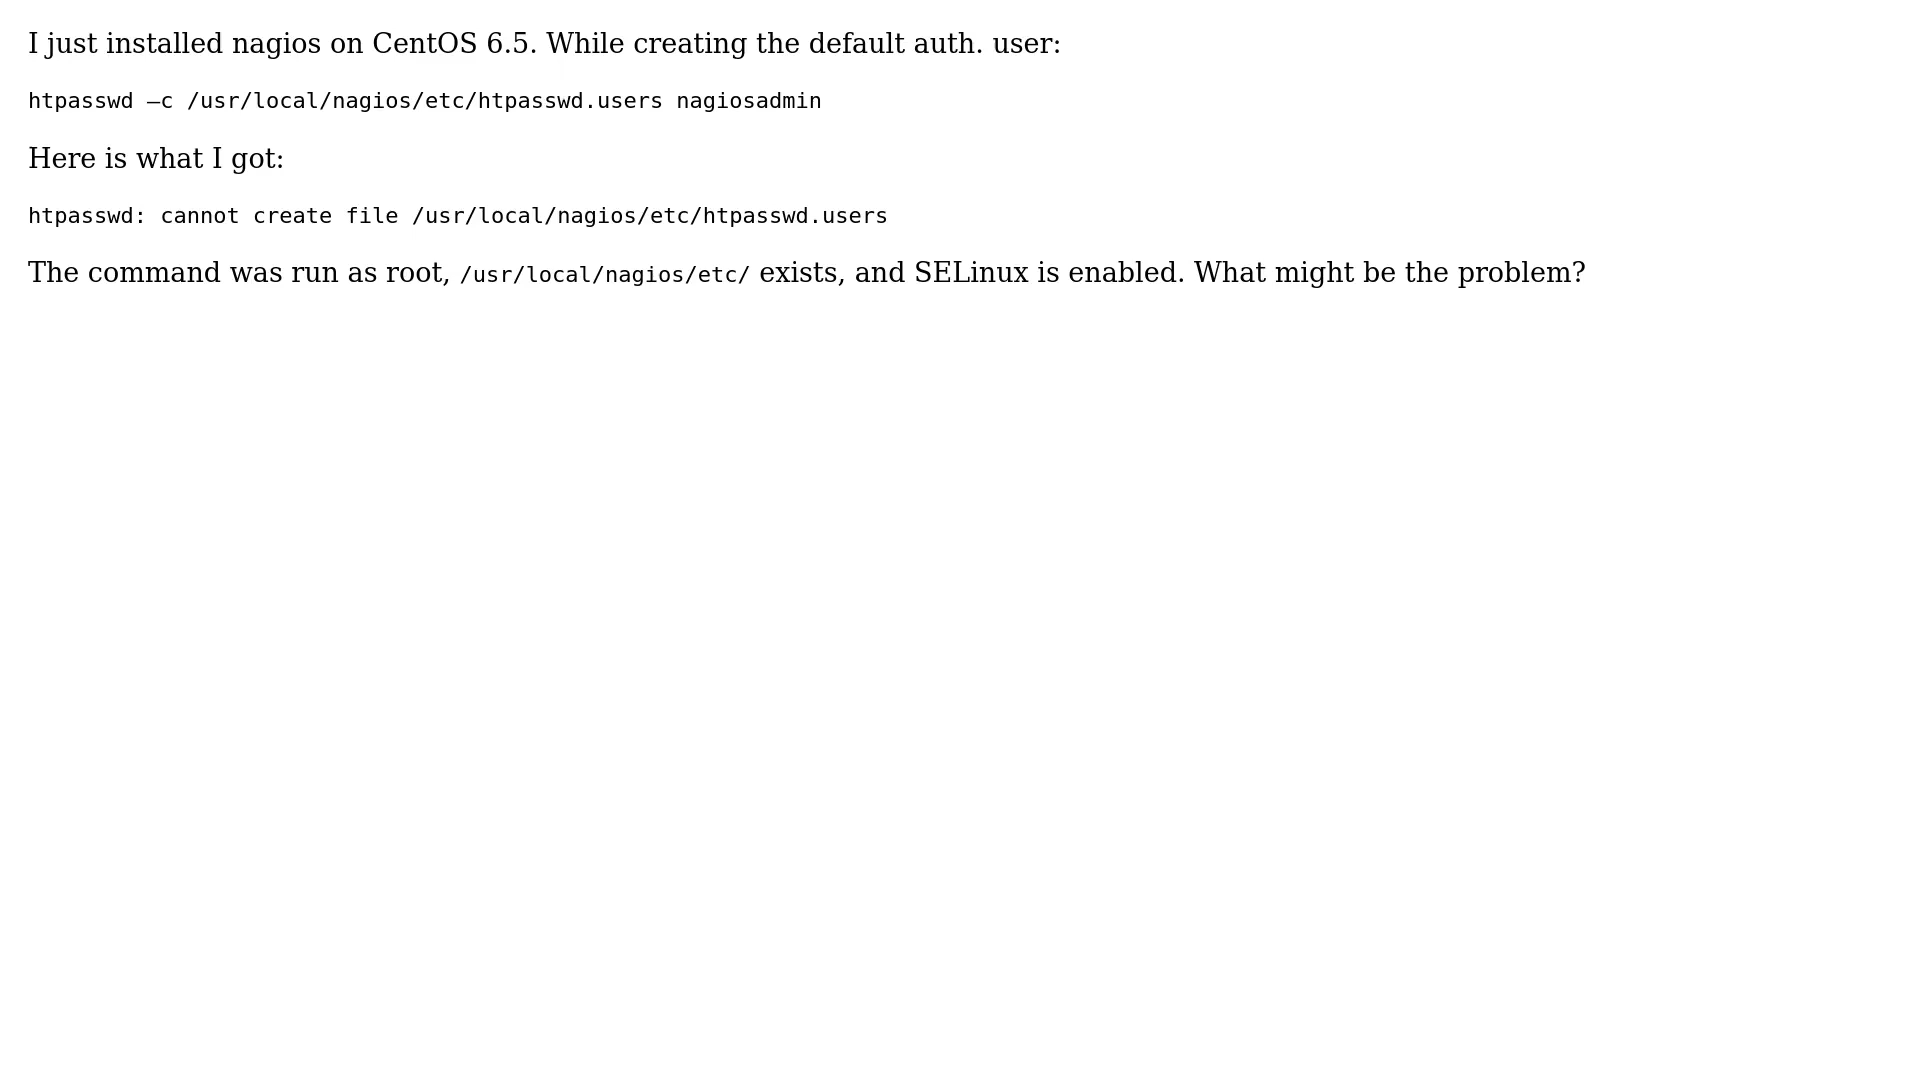 I just installed nagios on CentOS 6.5. While creating the default auth. user:
htpasswd –c /usr/local/nagios/etc/htpasswd.users nagiosadmin
Here is what I got:
htpasswd: cannot create file /usr/local/nagios/etc/htpasswd.users
The command was run as root, /usr/local/nagios/etc/ exists, and SELinux is enabled. What might be the problem?